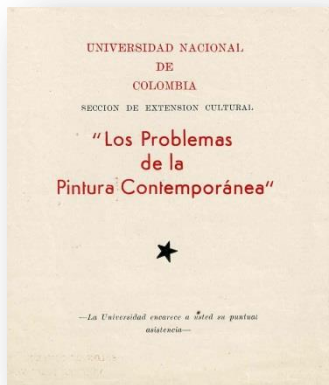 UNIVERSIDAD NACIONAL
DE
COLOMBIA
SECCION DE EXTENSION CULTURAL
"Los Problemas
de la
Pintura Contemporánea"
—La Universidad encarece a usted su puntual
asistencia—